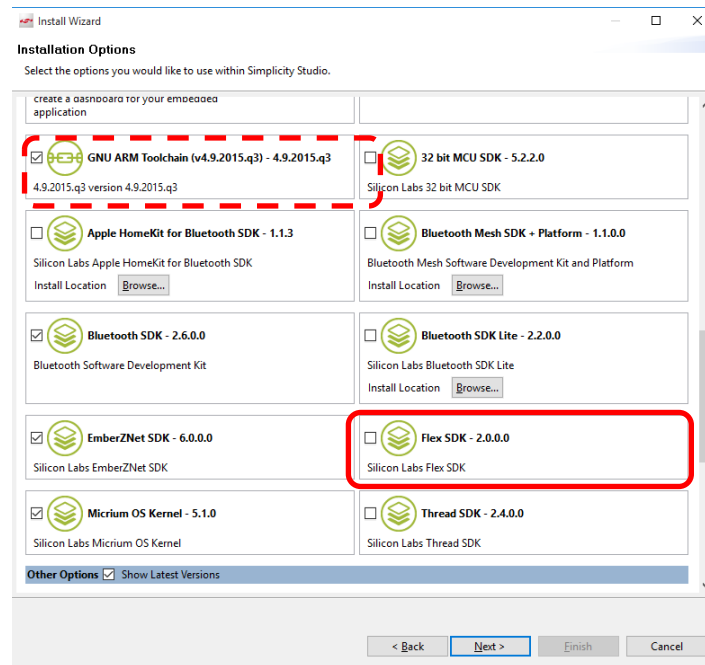 Install Wizard
Installation Options
Select the options you would like to use within Simplicity Studio.
create a dashboard for your embedded
application
GNU ARM Toolchain (v4.9.2015.q3) - 4.9.2015.q3
4.9.2015.q3 version 4.9.2015.q3
32 bit MCU SDK - 5.2.2.0
Silicon Labs 32 bit MCU SDK
Apple HomeKit for Bluetooth SDK - 1.1.3
Silicon Labs Apple HomeKit for Bluetooth SDK
Install Location Browse...
Bluetooth Mesh SDK + Platform - 1.1.0.0
Bluetooth Mesh Software Development Kit and Platform
Install Location Browse...
Bluetooth SDK - 2.6.0.0
Bluetooth Software Development Kit
Bluetooth SDK Lite - 2.2.0.0
Silicon Labs Bluetooth SDK Lite
Install Location Browse...
EmberZNet SDK - 6.0.0.0
Silicon Labs EmberZNet SDK
Flex SDK - 2.0.0.0
Silicon Labs Flex SDK
Micrium OS Kernel - 5.1.0
Silicon Labs Micrium OS Kernel
Thread SDK - 2.4.0.0
Silicon Labs Thread SDK
Other Options Show Latest Versions
< Back Next > Finish Cancel